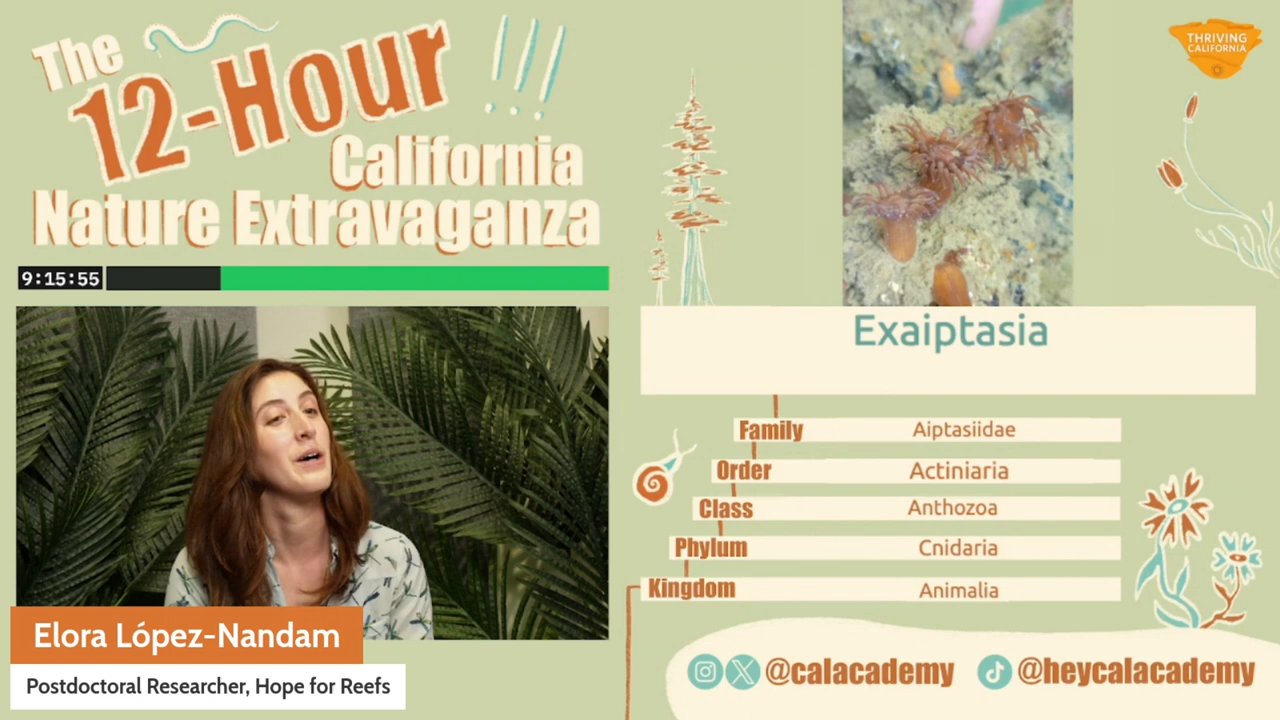 The
12-Hour !!!
California
Nature Extravaganza
9:15:55
Elora López-Nandam
Postdoctoral Researcher, Hope for Reefs
THRIVING
CALIFORNIA
Exaiptasia
Family Aiptasiidae
Order Actiniaria
Class Anthozoa
Phylum Cnidaria
Kingdom Animalia
@calacademy @heycalacademy